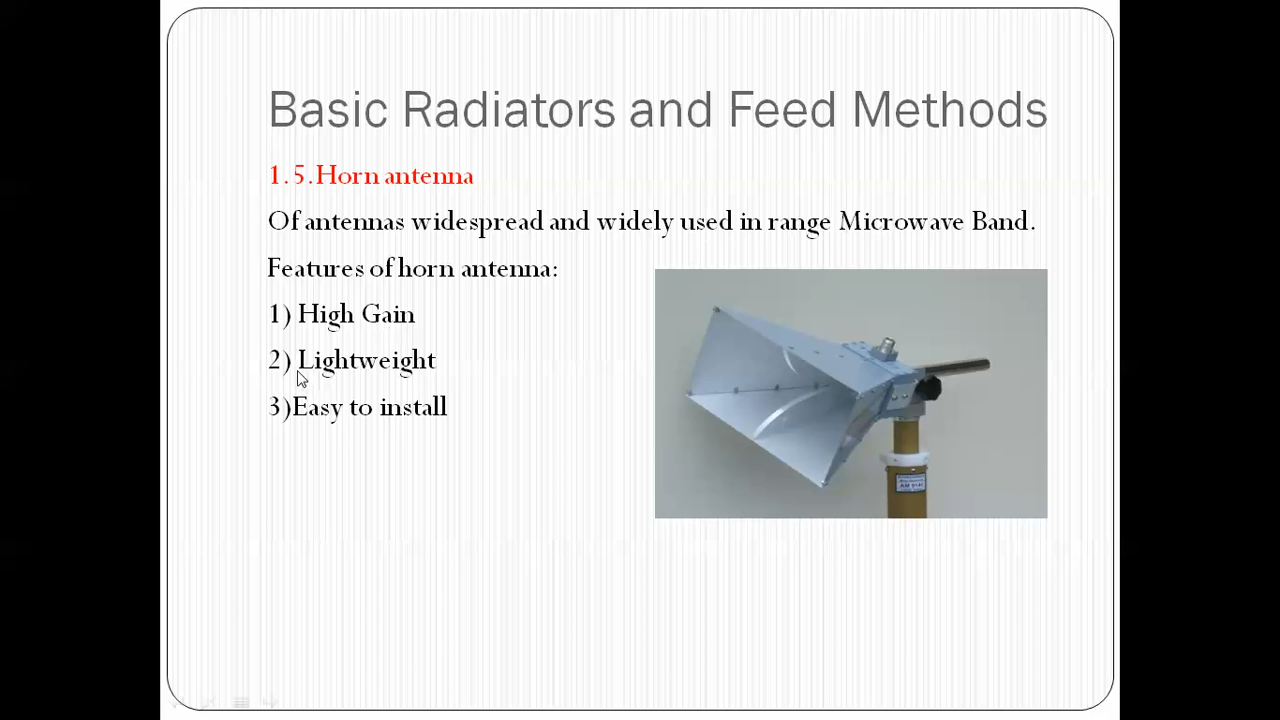 Basic Radiators and Feed Methods
1.5.Horn antenna
Of antennas widespread and widely used in range Microwave Band.
Features of horn antenna:
1) High Gain
2) Lightweight
3)Easy to install